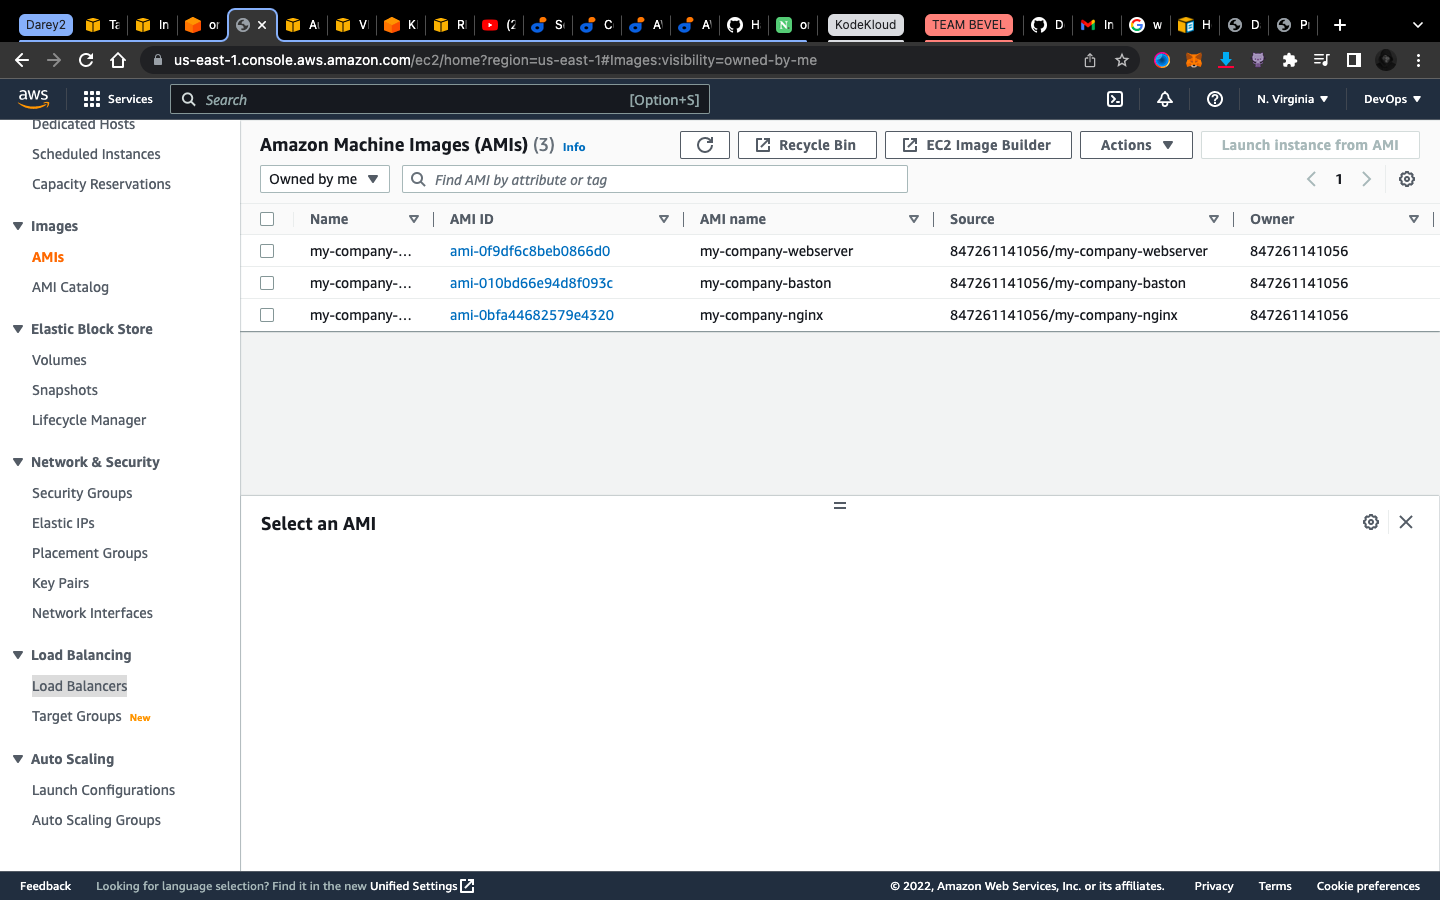 Darey2 Ta In or Au V K RI (2 S C A A H or KodeKloud TEAM BEVEL D In w H D P
us-east-1.console.aws.amazon.com/ec2/home?region=us-east-1#Images:visibility=owned-by-me
aws Services Search [Option+S] N. Virginia DevOps
Dedicated Hosts
Scheduled Instances
Capacity Reservations
Images
AMIs
AMI Catalog
Elastic Block Store
Volumes
Snapshots
Lifecycle Manager
Network & Security
Security Groups
Elastic IPs
Placement Groups
Key Pairs
Network Interfaces
Load Balancing
Load Balancers
Target Groups New
Auto Scaling
Launch Configurations
Auto Scaling Groups
Amazon Machine Images (AMIs) (3) Info Recycle Bin EC2 Image Builder Actions Launch instance from AMI
Owned by me Find AMI by attribute or tag 1
Name AMI ID AMI name Source Owner
my-company-... ami-0f9df6c8beb0866d0 my-company-webserver 847261141056/my-company-webserver 847261141056
my-company-... ami-010bd66e94d8f093c my-company-baston 847261141056/my-company-baston 847261141056
my-company-... ami-0bfa44682579e4320 my-company-nginx 847261141056/my-company-nginx 847261141056
Select an AMI
Feedback Looking for language selection? Find it in the new Unified Settings © 2022, Amazon Web Services, Inc. or its affiliates. Privacy Terms Cookie preferences